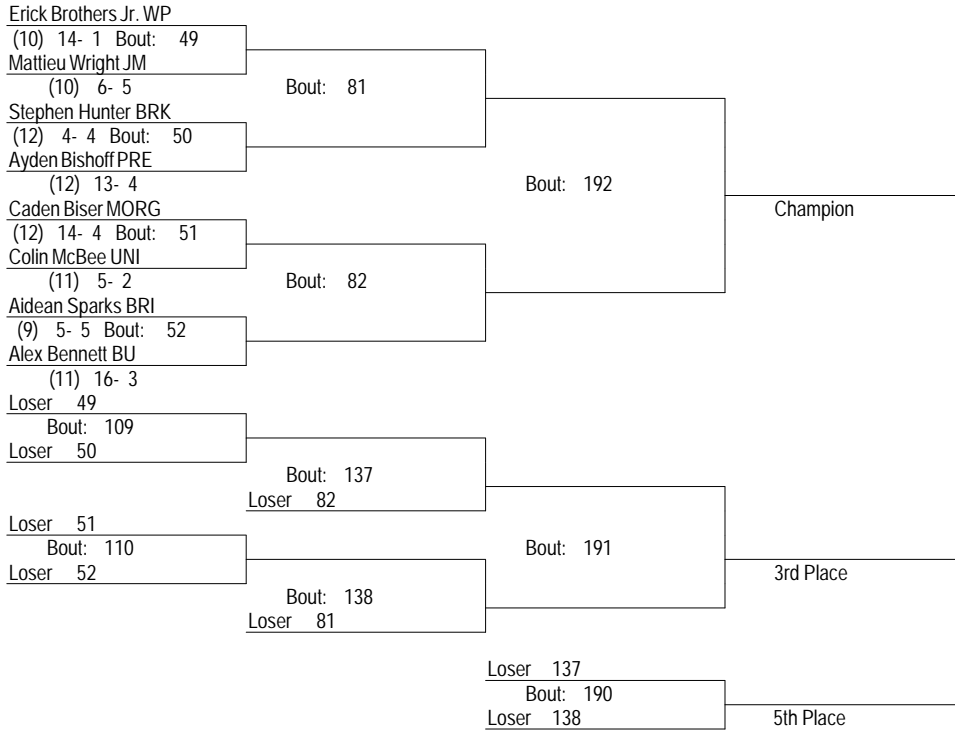 Erick Brothers Jr. WP
(10) 14- 1 Bout: 49
Mattieu Wright JM
(10) 6- 5
Bout: 81
Stephen Hunter BRK
(12) 4- 4 Bout: 50
Ayden Bishoff PRE
(12) 13- 4
Bout: 192
Caden Biser MORG
Champion
(12) 14- 4 Bout: 51
Colin McBee UNI
(11) 5- 2
Bout: 82
Aidean Sparks BRI
(9) 5- 5 Bout: 52
Alex Bennett BU
(11) 16- 3
Loser 49
Bout: 109
Loser 50
Bout: 137
Loser 82
Loser 51
Bout: 110
Bout: 191
Loser 52
3rd Place
Bout: 138
Loser 81
Loser 137
Bout: 190
Loser 138
5th Place